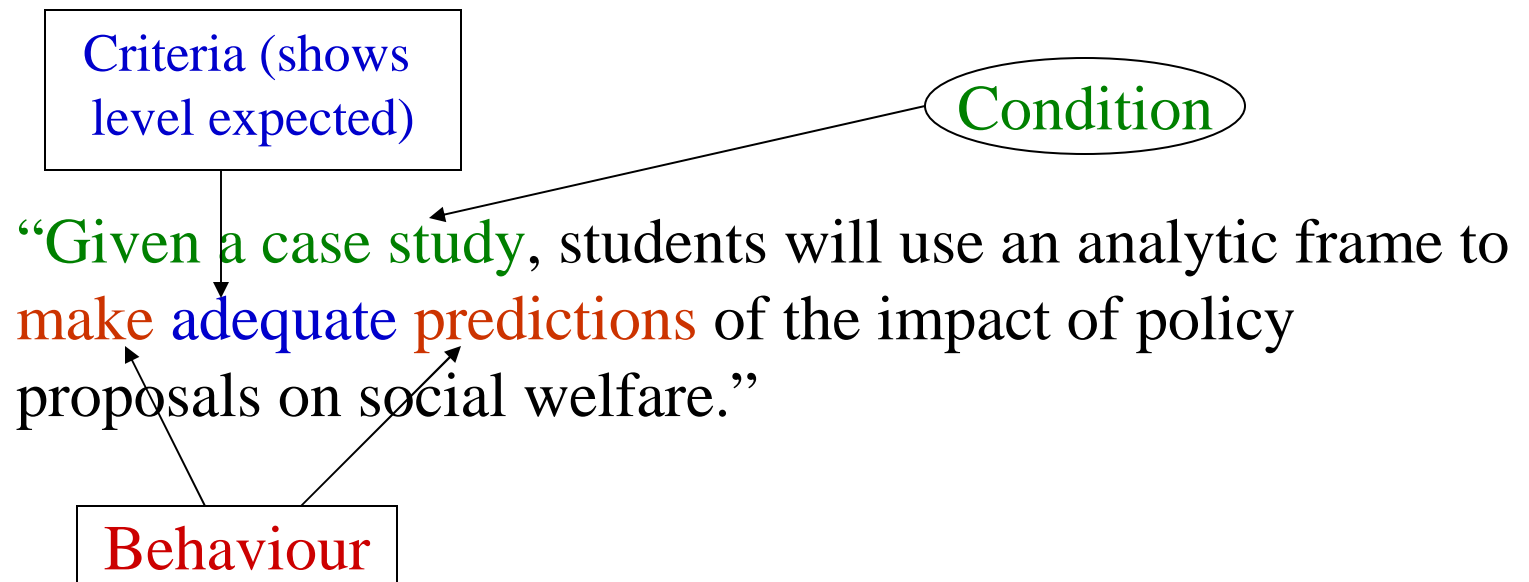 Criteria (shows
level expected)
Condition
“Given a case study, students will use an analytic frame to
make adequate predictions of the impact of policy
proposals on social welfare.”
Behaviour